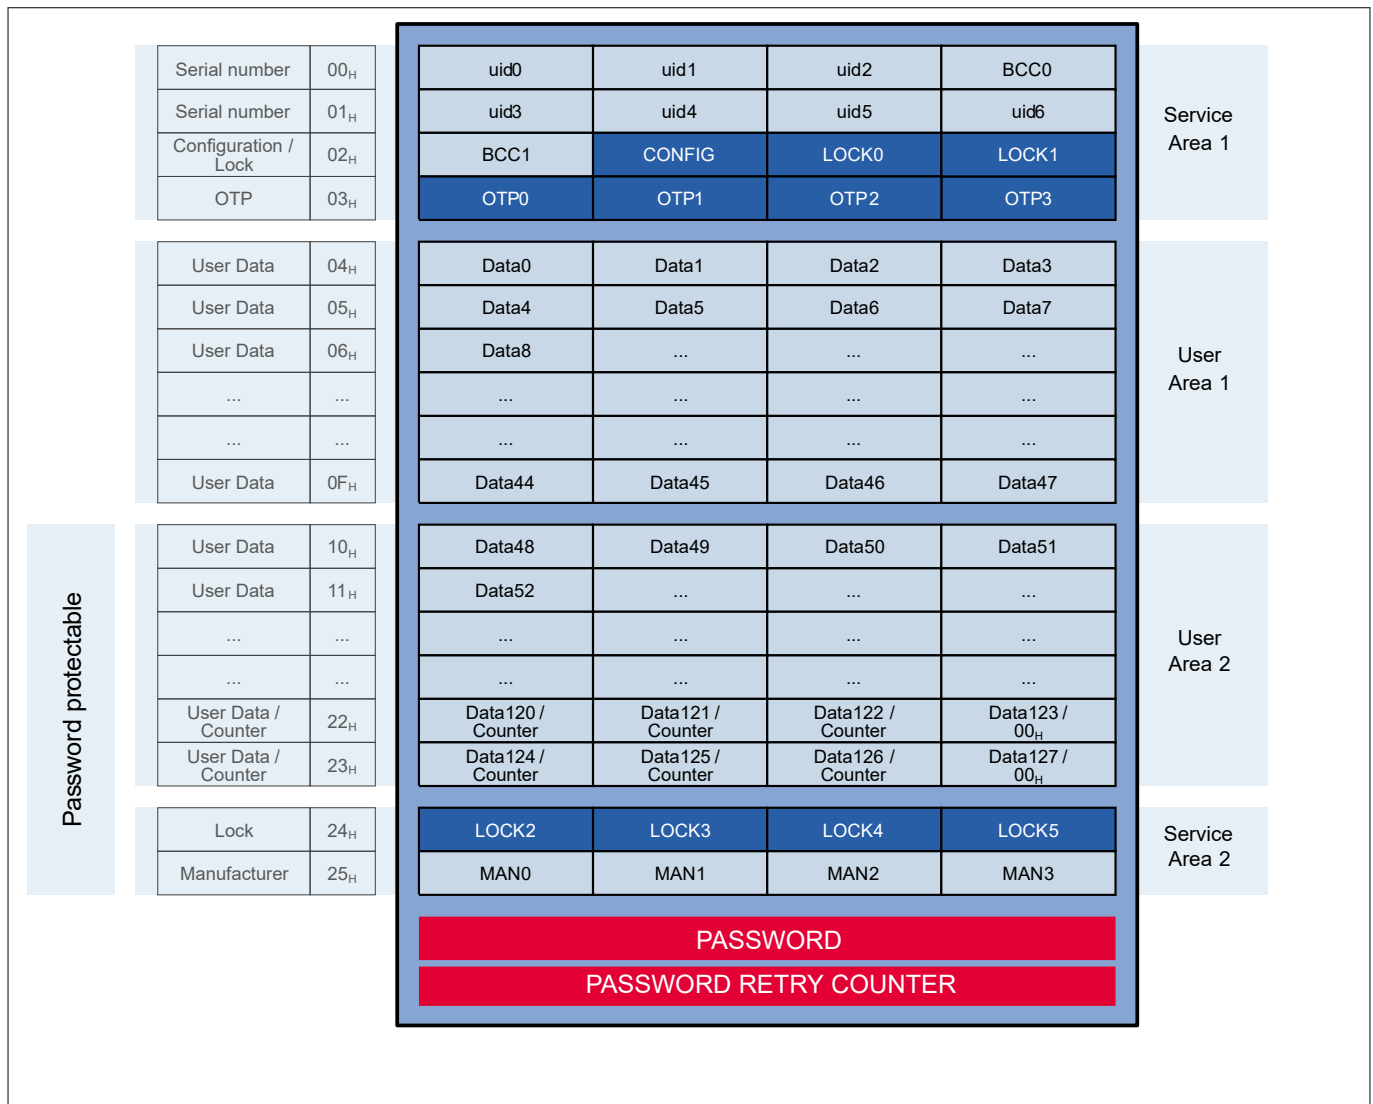 Serial number 00H uid0 uid1 uid2 BCC0
Serial number 01H uid3 uid4 uid5 uid6
Service
Area 1
Configuration /
Lock 02H BCC1 CONFIG LOCK0 LOCK1
OTP 03H OTP0 OTP1 OTP2 OTP3
User Data 04H Data0 Data1 Data2 Data3
User Data 05H Data4 Data5 Data6 Data7
User Data 06H Data8 ... ... ...
User
Area 1
... ... ... ... ... ...
... ... ... ... ... ...
User Data 0FH Data44 Data45 Data46 Data47
Password protectable
User Data 10H Data48 Data49 Data50 Data51
User Data 11H Data52 ... ... ...
... ... ... ... ... ...
User
Area 2
... ... ... ... ... ...
User Data / Data120 / Data121 / Data122 / Data123 /
Counter 22H Counter Counter Counter 00H
User Data / Data124 / Data125 / Data126 / Data127 /
Counter 23H Counter Counter Counter 00H
Lock 24H LOCK2 LOCK3 LOCK4 LOCK5
Service
Area 2
Manufacturer 25H MAN0 MAN1 MAN2 MAN3
PASSWORD
PASSWORD RETRY COUNTER